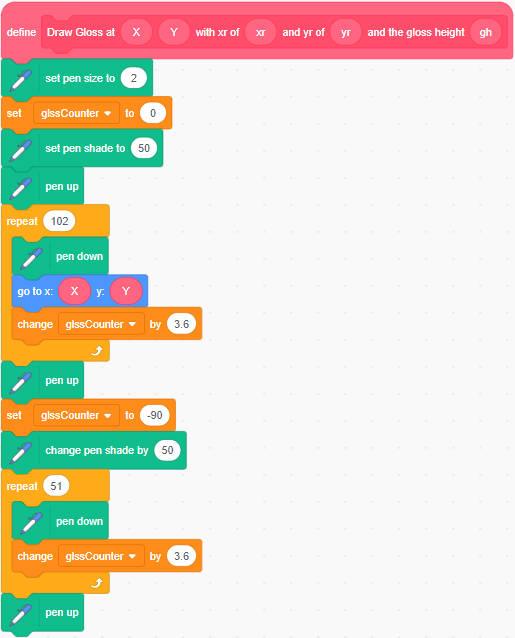 define Draw Gloss at X Y with xr of xr and yr of yr and the gloss height gh
set pen size to 2
set glssCounter to 0
set pen shade to 50
pen up
repeat 102
pen down
go to x: X y: Y
change glssCounter by 3.6
pen up
set glssCounter to -90
change pen shade by 50
repeat 51
pen down
change glssCounter by 3.6
pen up